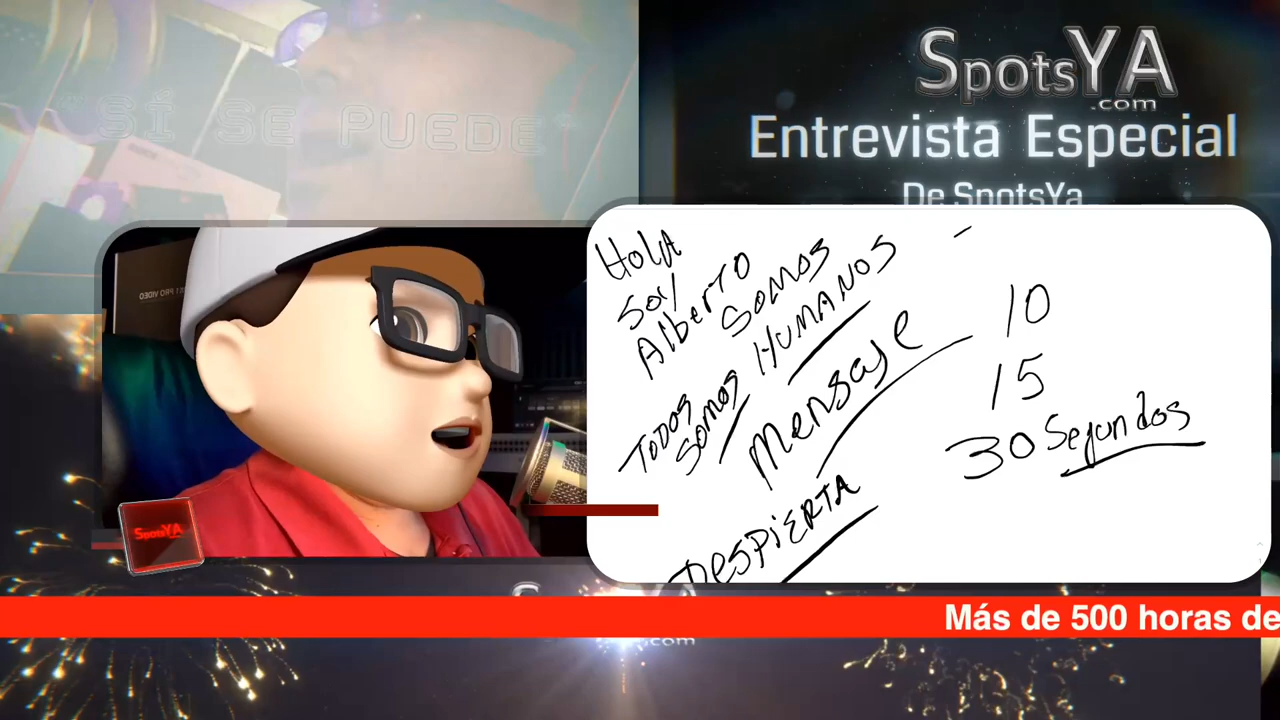 "SÍ SE PUEDE"
SpotsYA
.com
Entrevista Especial
De SpotsYa
HOLA
SOY
AlberTO
SOMOS
HUMANOS
TODOS
SOMOS
Mensaje
DESPIERTA
10
15
30 Segundos
SpotsYA
Más de 500 horas de
.com